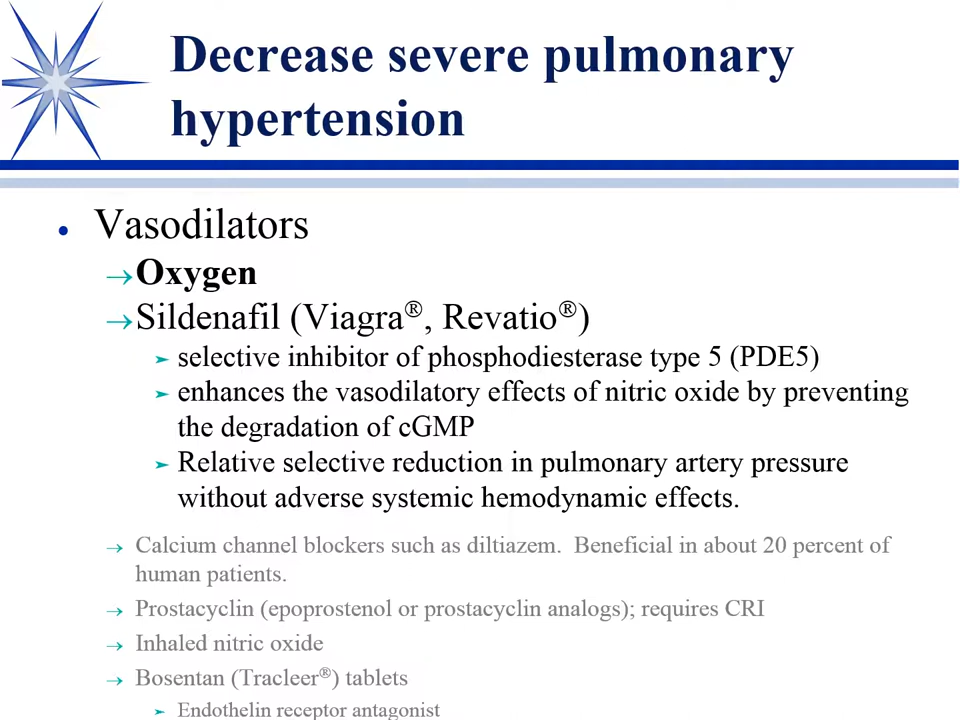 Decrease severe pulmonary
hypertension
• Vasodilators
→Oxygen
→Sildenafil (Viagra®, Revatio®)
➢ selective inhibitor of phosphodiesterase type 5 (PDE5)
➢ enhances the vasodilatory effects of nitric oxide by preventing
the degradation of cGMP
➢ Relative selective reduction in pulmonary artery pressure
without adverse systemic hemodynamic effects.
→ Calcium channel blockers such as diltiazem.  Beneficial in about 20 percent of
human patients.
→ Prostacyclin (epoprostenol or prostacyclin analogs); requires CRI
→ Inhaled nitric oxide
→ Bosentan (Tracleer®) tablets
➢ Endothelin receptor antagonist